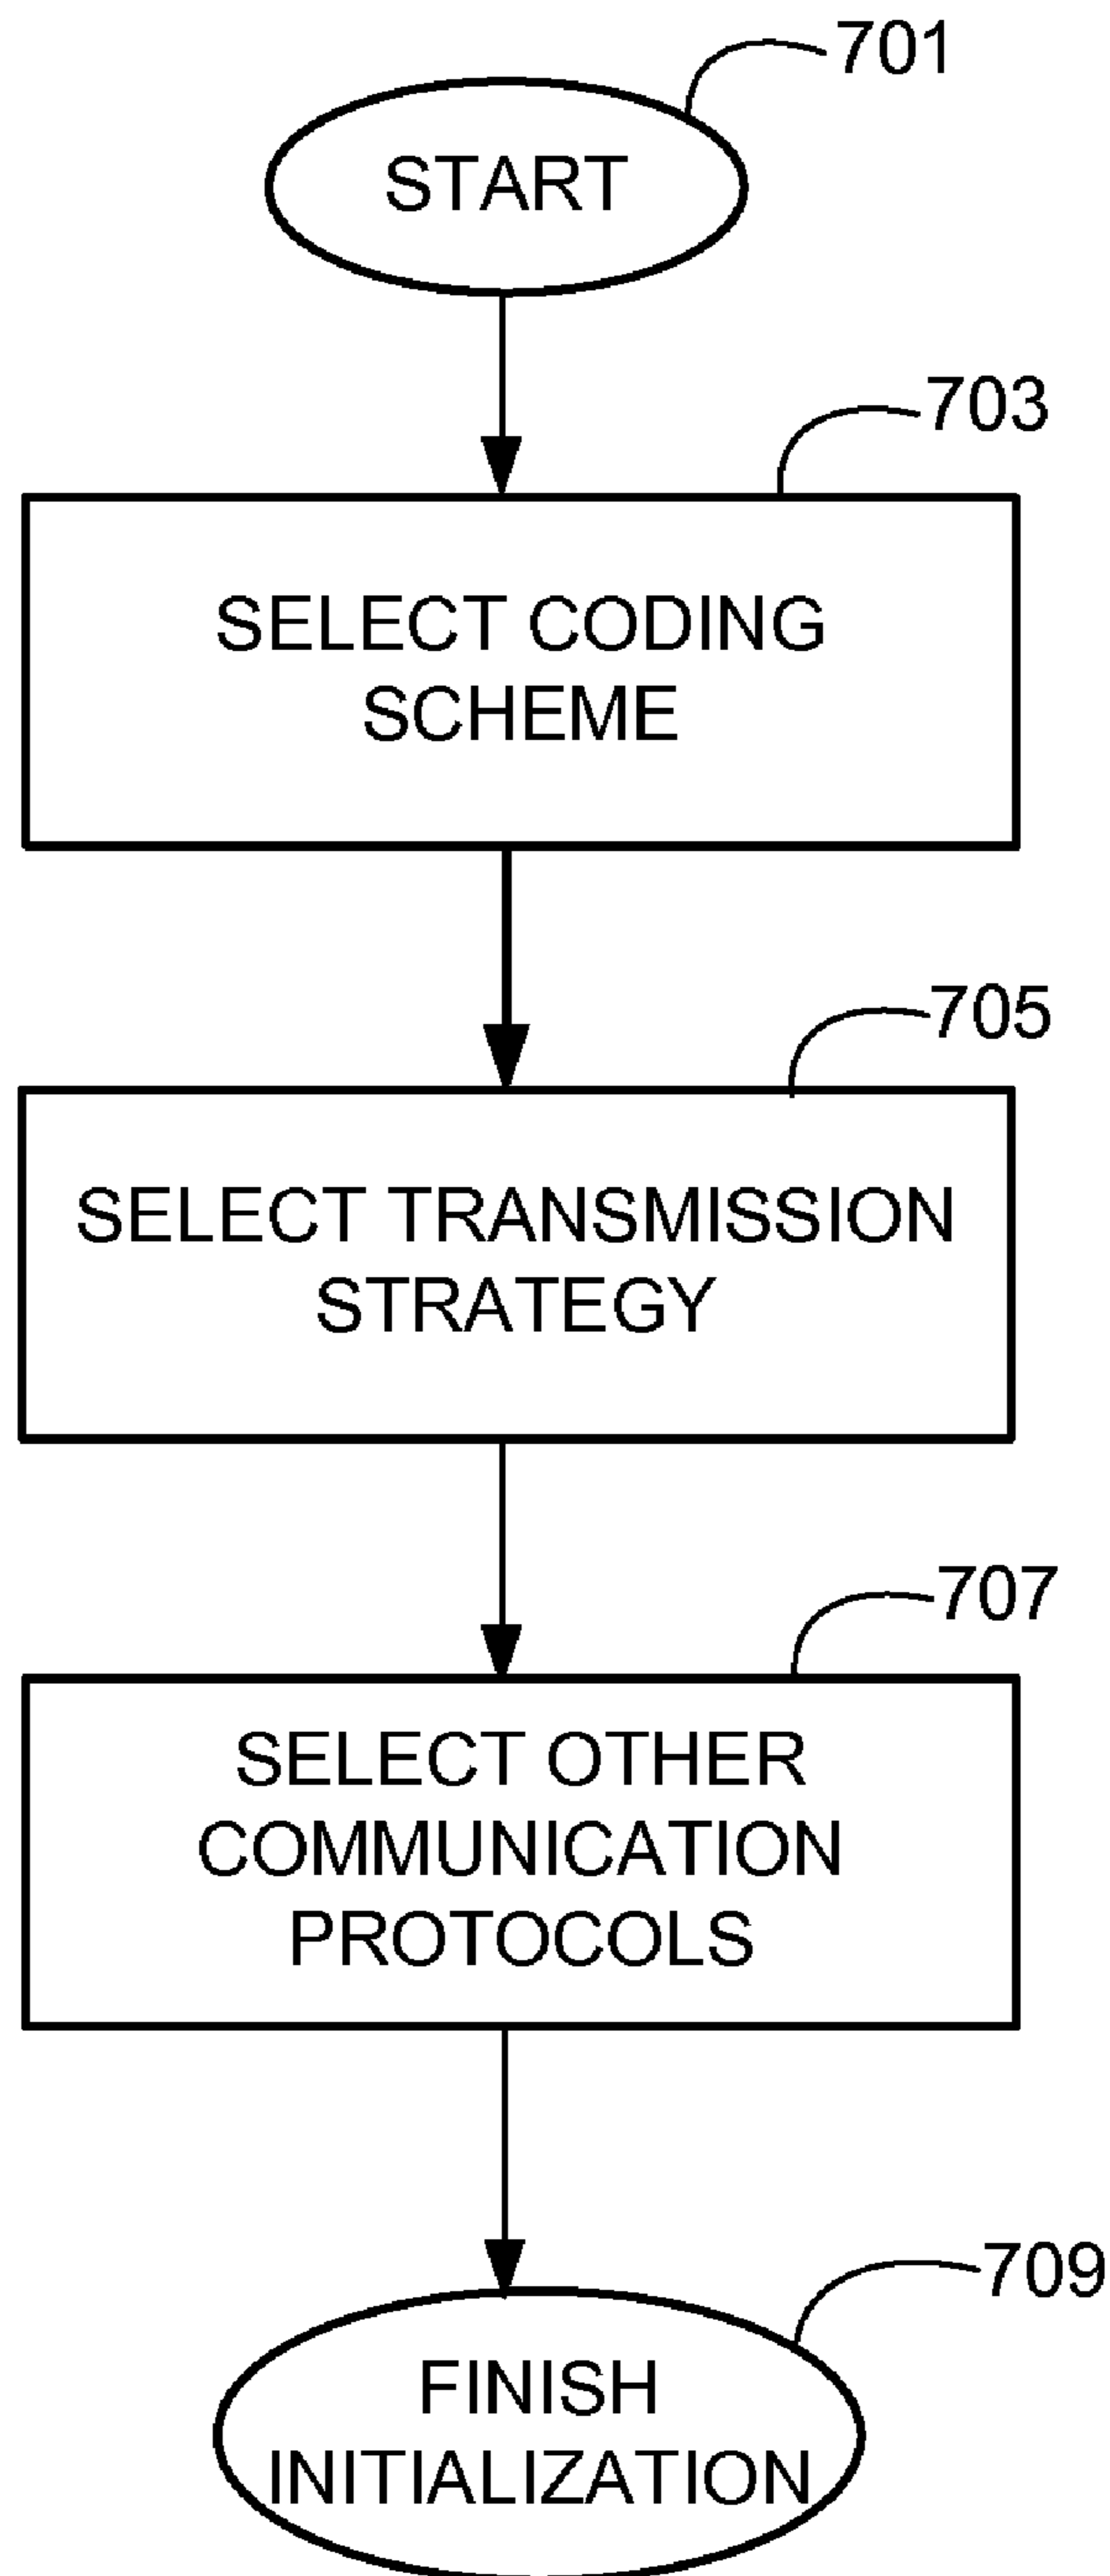 701
START
703
SELECT CODING
SCHEME
705
SELECT TRANSMISSION
STRATEGY
707
SELECT OTHER
COMMUNICATION
PROTOCOLS
709
FINISH
INITIALIZATION